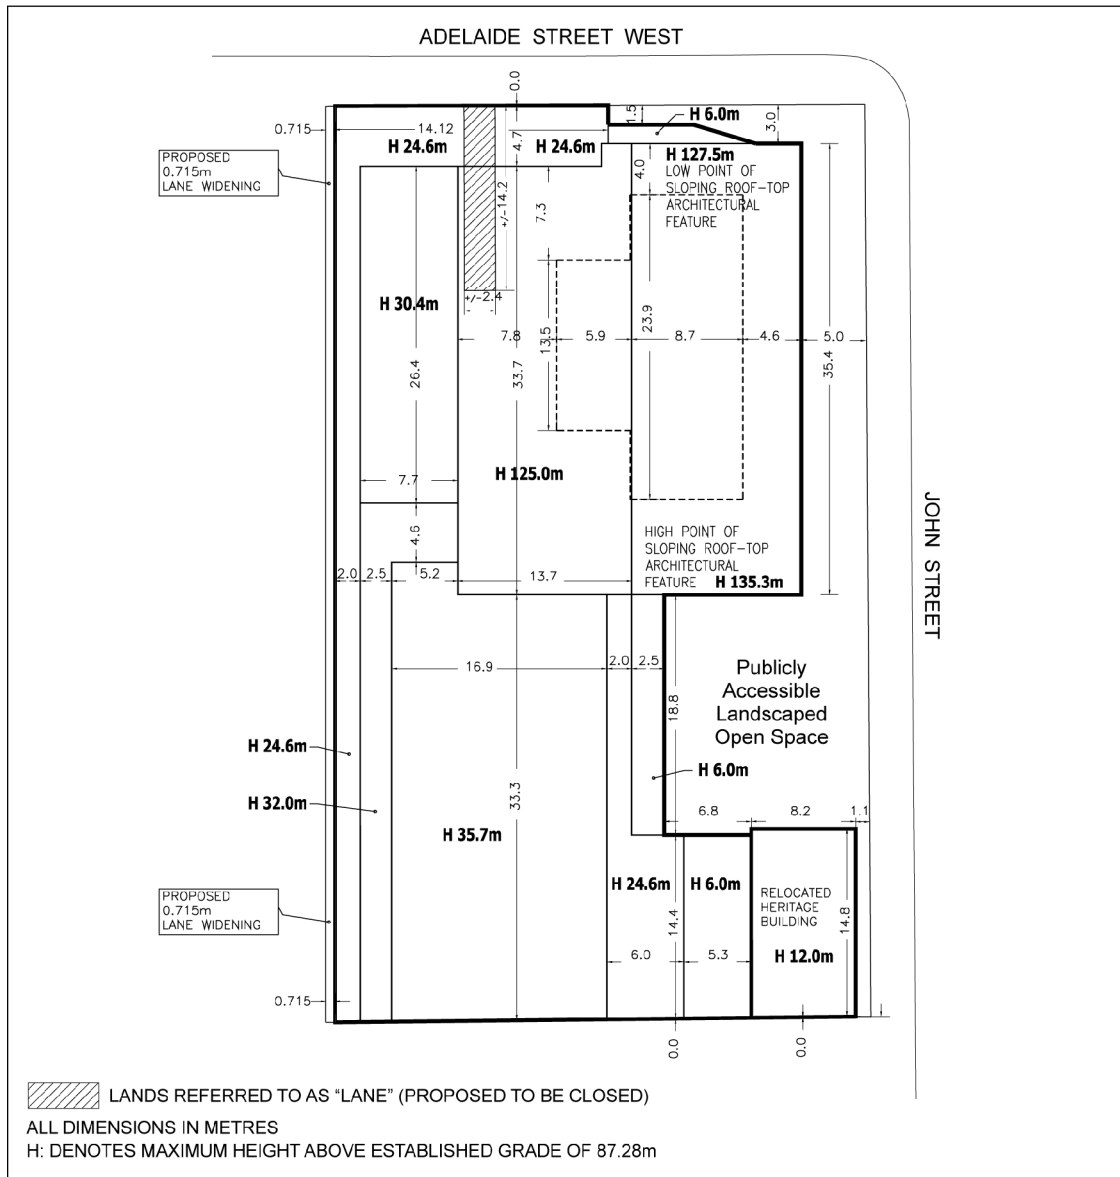 ADELAIDE STREET WEST
0.0
0.715
14.12
H 24.6m
4.7
H 24.6m
1.5
H 6.0m
3.0
PROPOSED
0.715m
LANE WIDENING
H 127.5m
LOW POINT OF
SLOPING ROOF-TOP
ARCHITECTURAL
FEATURE
4.0
+/-14.2
7.3
+/-2.4
H 30.4m
7.8
13.5
5.9
23.9
8.7
4.6
5.0
35.4
26.4
33.7
7.7
H 125.0m
JOHN STREET
4.6
HIGH POINT OF
SLOPING ROOF-TOP
ARCHITECTURAL
FEATURE H 135.3m
2.0
2.5
5.2
13.7
16.9
2.0
2.5
18.8
Publicly
Accessible
Landscaped
Open Space
H 24.6m
H 6.0m
H 32.0m
33.3
6.8
8.2
1.1
H 35.7m
H 24.6m
H 6.0m
RELOCATED
HERITAGE
BUILDING
14.8
14.4
PROPOSED
0.715m
LANE WIDENING
6.0
5.3
H 12.0m
0.715
0.0
0.0
LANDS REFERRED TO AS “LANE” (PROPOSED TO BE CLOSED)
ALL DIMENSIONS IN METRES
H: DENOTES MAXIMUM HEIGHT ABOVE ESTABLISHED GRADE OF 87.28m